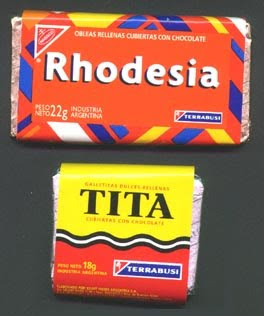 OBLEAS RELLENAS CUBIERTAS CON CHOCOLATE
Rhodesia
PESO NETO 22g
INDUSTRIA ARGENTINA
TERRABUSI
GALLETITAS DULCES RELLENAS
TITA
CUBIERTAS CON CHOCOLATE
PESO NETO 18g
INDUSTRIA ARGENTINA
TERRABUSI